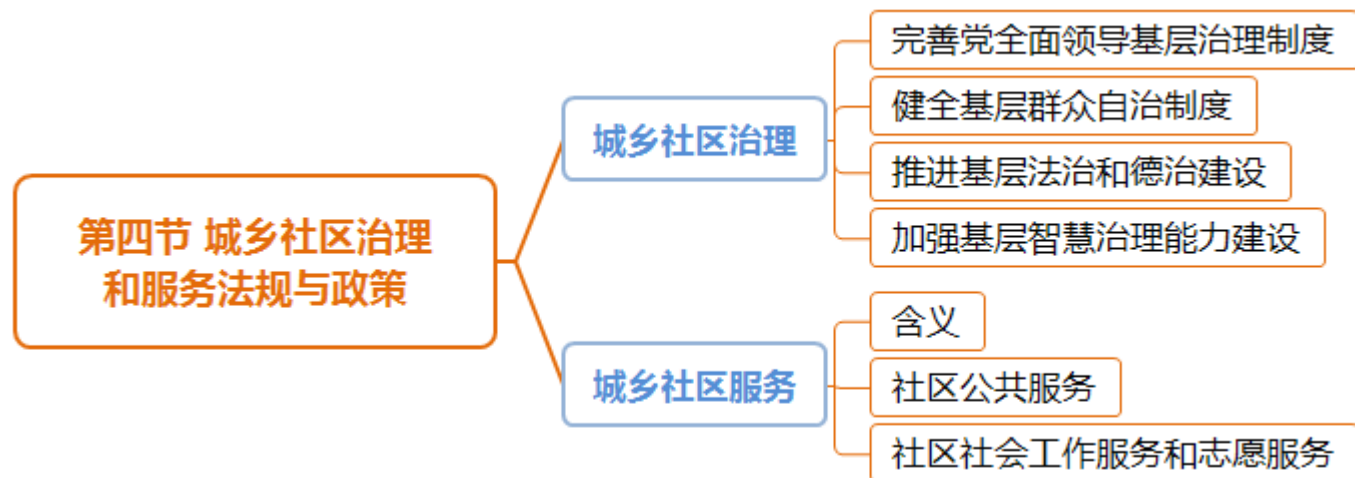 第四节 城乡社区治理
和服务法规与政策
城乡社区治理
完善党全面领导基层治理制度
健全基层群众自治制度
推进基层法治和德治建设
加强基层智慧治理能力建设
城乡社区服务
含义
社区公共服务
社区社会工作服务和志愿服务